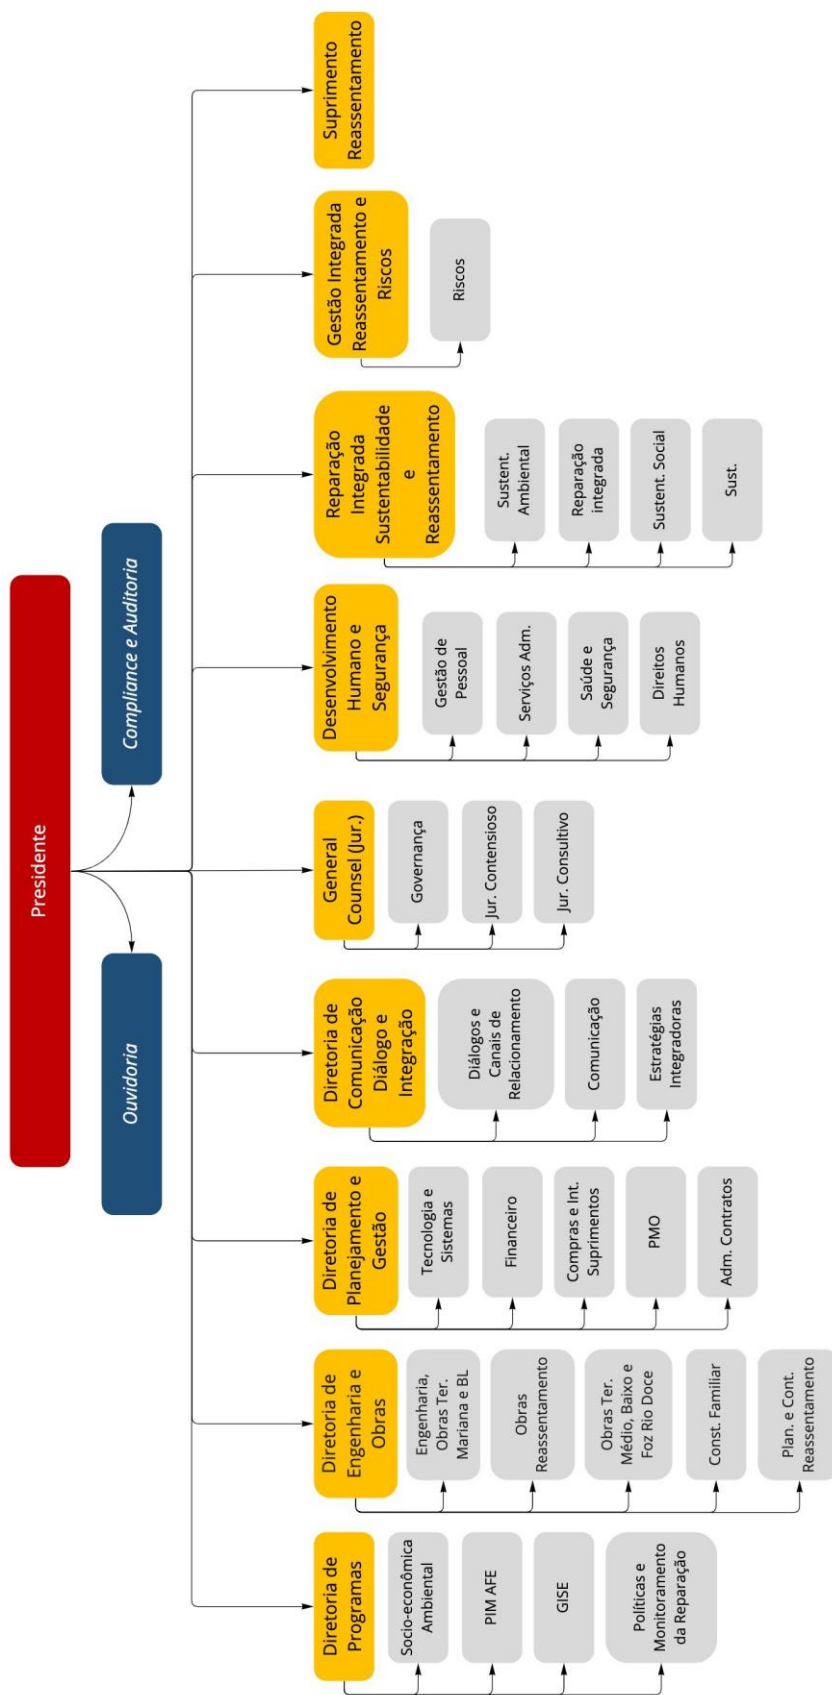 Presidente
Ouvidoria
Compliance e Auditoria
Diretoria de
Programas
Socio-econômica
Ambiental
PIM AFE
GISE
Políticas e
Monitoramento
da Reparação
Diretoria de
Engenharia e
Obras
Engenharia,
Obras Ter.
Mariana e BL
Obras
Reassentamento
Obras Ter.
Médio, Baixo e
Foz Rio Doce
Const. Familiar
Plan. e Cont.
Reassentamento
Diretoria de
Planejamento e
Gestão
Tecnologia e
Sistemas
Financeiro
Compras e Int.
Suprimentos
PMO
Adm. Contratos
Diretoria de
Comunicação
Diálogo e
Integração
Diálogos e
Canais de
Relacionamento
Comunicação
Estratégias
Integradoras
General
Counsel (Jur.)
Governança
Jur. Contensioso
Jur. Consultivo
Desenvolvimento
Humano e
Segurança
Gestão de
Pessoal
Serviços Adm.
Saúde e
Segurança
Direitos
Humanos
Reparação
Integrada
Sustentabilidade
e
Reassentamento
Sustent.
Ambiental
Reparação
integrada
Sustent. Social
Sust.
Gestão Integrada
Reassentamento e
Riscos
Riscos
Suprimento
Reassentamento